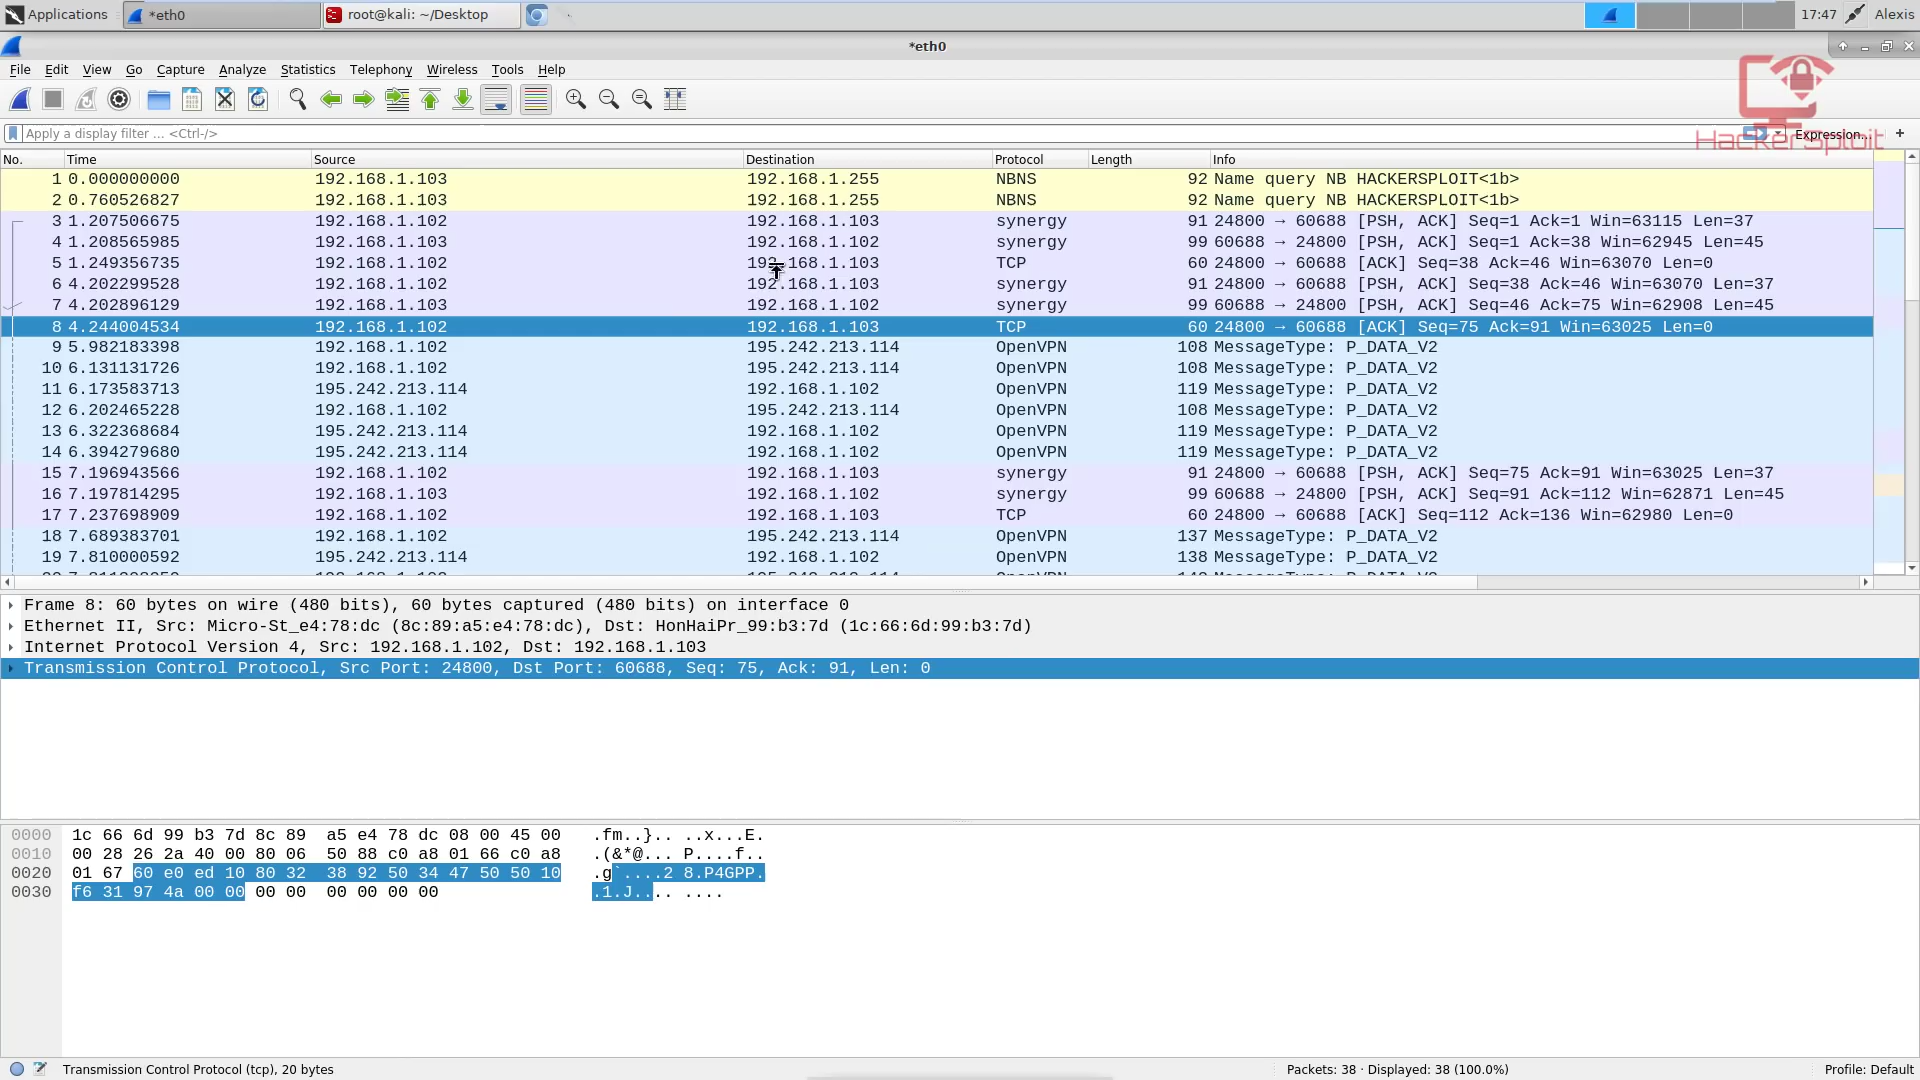 Applications *eth0 root@kali: ~/Desktop 17:47 Alexis
*eth0
File Edit View Go Capture Analyze Statistics Telephony Wireless Tools Help
Apply a display filter ... <Ctrl-/> Expression... +
HackerSploit
No. Time Source Destination Protocol Length Info
1 0.000000000 192.168.1.103 192.168.1.255 NBNS 92 Name query NB HACKERSPLOIT<1b>
2 0.760526827 192.168.1.103 192.168.1.255 NBNS 92 Name query NB HACKERSPLOIT<1b>
3 1.207506675 192.168.1.102 192.168.1.103 synergy 91 24800 → 60688 [PSH, ACK] Seq=1 Ack=1 Win=63115 Len=37
4 1.208565985 192.168.1.103 192.168.1.102 synergy 99 60688 → 24800 [PSH, ACK] Seq=1 Ack=38 Win=62945 Len=45
5 1.249356735 192.168.1.102 192.168.1.103 TCP 60 24800 → 60688 [ACK] Seq=38 Ack=46 Win=63070 Len=0
6 4.202299528 192.168.1.102 192.168.1.103 synergy 91 24800 → 60688 [PSH, ACK] Seq=38 Ack=46 Win=63070 Len=37
7 4.202896129 192.168.1.103 192.168.1.102 synergy 99 60688 → 24800 [PSH, ACK] Seq=46 Ack=75 Win=62908 Len=45
8 4.244004534 192.168.1.102 192.168.1.103 TCP 60 24800 → 60688 [ACK] Seq=75 Ack=91 Win=63025 Len=0
9 5.982183398 192.168.1.102 195.242.213.114 OpenVPN 108 MessageType: P_DATA_V2
10 6.131131726 192.168.1.102 195.242.213.114 OpenVPN 108 MessageType: P_DATA_V2
11 6.173583713 195.242.213.114 192.168.1.102 OpenVPN 119 MessageType: P_DATA_V2
12 6.202465228 192.168.1.102 195.242.213.114 OpenVPN 108 MessageType: P_DATA_V2
13 6.322368684 195.242.213.114 192.168.1.102 OpenVPN 119 MessageType: P_DATA_V2
14 6.394279680 195.242.213.114 192.168.1.102 OpenVPN 119 MessageType: P_DATA_V2
15 7.196943566 192.168.1.102 192.168.1.103 synergy 91 24800 → 60688 [PSH, ACK] Seq=75 Ack=91 Win=63025 Len=37
16 7.197814295 192.168.1.103 192.168.1.102 synergy 99 60688 → 24800 [PSH, ACK] Seq=91 Ack=112 Win=62871 Len=45
17 7.237698909 192.168.1.102 192.168.1.103 TCP 60 24800 → 60688 [ACK] Seq=112 Ack=136 Win=62980 Len=0
18 7.689383701 192.168.1.102 195.242.213.114 OpenVPN 137 MessageType: P_DATA_V2
19 7.810000592 195.242.213.114 192.168.1.102 OpenVPN 138 MessageType: P_DATA_V2
Frame 8: 60 bytes on wire (480 bits), 60 bytes captured (480 bits) on interface 0
Ethernet II, Src: Micro-St_e4:78:dc (8c:89:a5:e4:78:dc), Dst: HonHaiPr_99:b3:7d (1c:66:6d:99:b3:7d)
Internet Protocol Version 4, Src: 192.168.1.102, Dst: 192.168.1.103
Transmission Control Protocol, Src Port: 24800, Dst Port: 60688, Seq: 75, Ack: 91, Len: 0
0000 1c 66 6d 99 b3 7d 8c 89 a5 e4 78 dc 08 00 45 00 .fm..}.. ..x...E.
0010 00 28 26 2a 40 00 80 06 50 88 c0 a8 01 66 c0 a8 .(&*@... P....f..
0020 01 67 60 e0 ed 10 80 32 38 92 50 34 47 50 50 10 .g`....2 8.P4GPP.
0030 f6 31 97 4a 00 00 00 00 00 00 00 00 .1.J.... ....
Transmission Control Protocol (tcp), 20 bytes Packets: 38 · Displayed: 38 (100.0%) Profile: Default